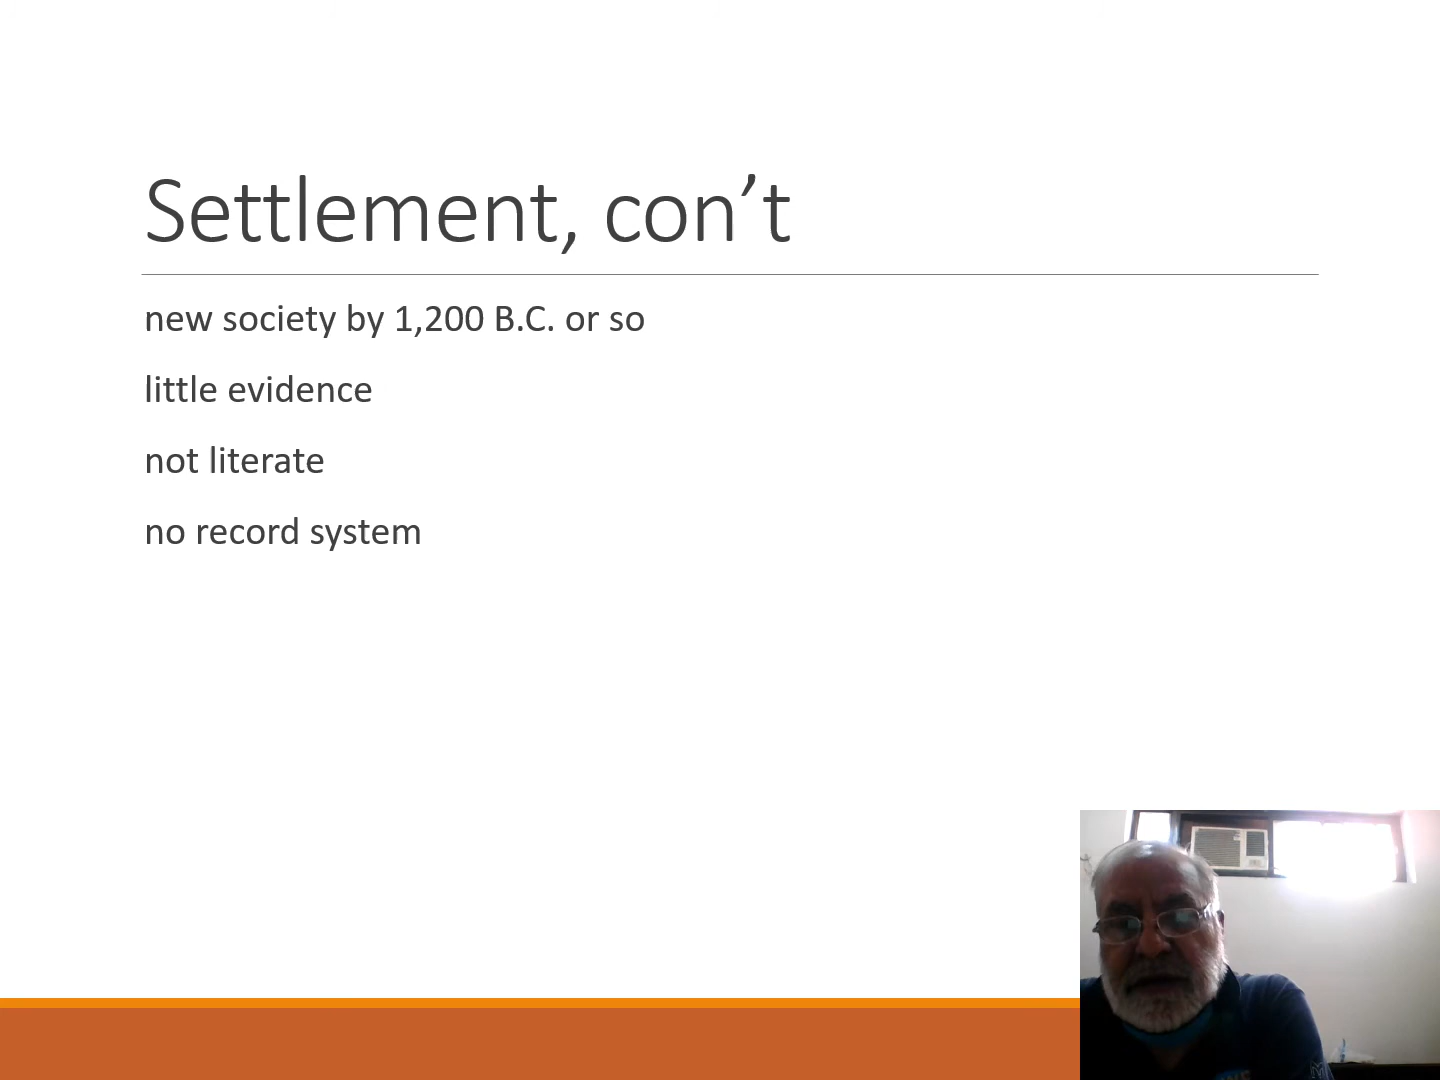 Settlement, con’t
new society by 1,200 B.C. or so
little evidence
not literate
no record system